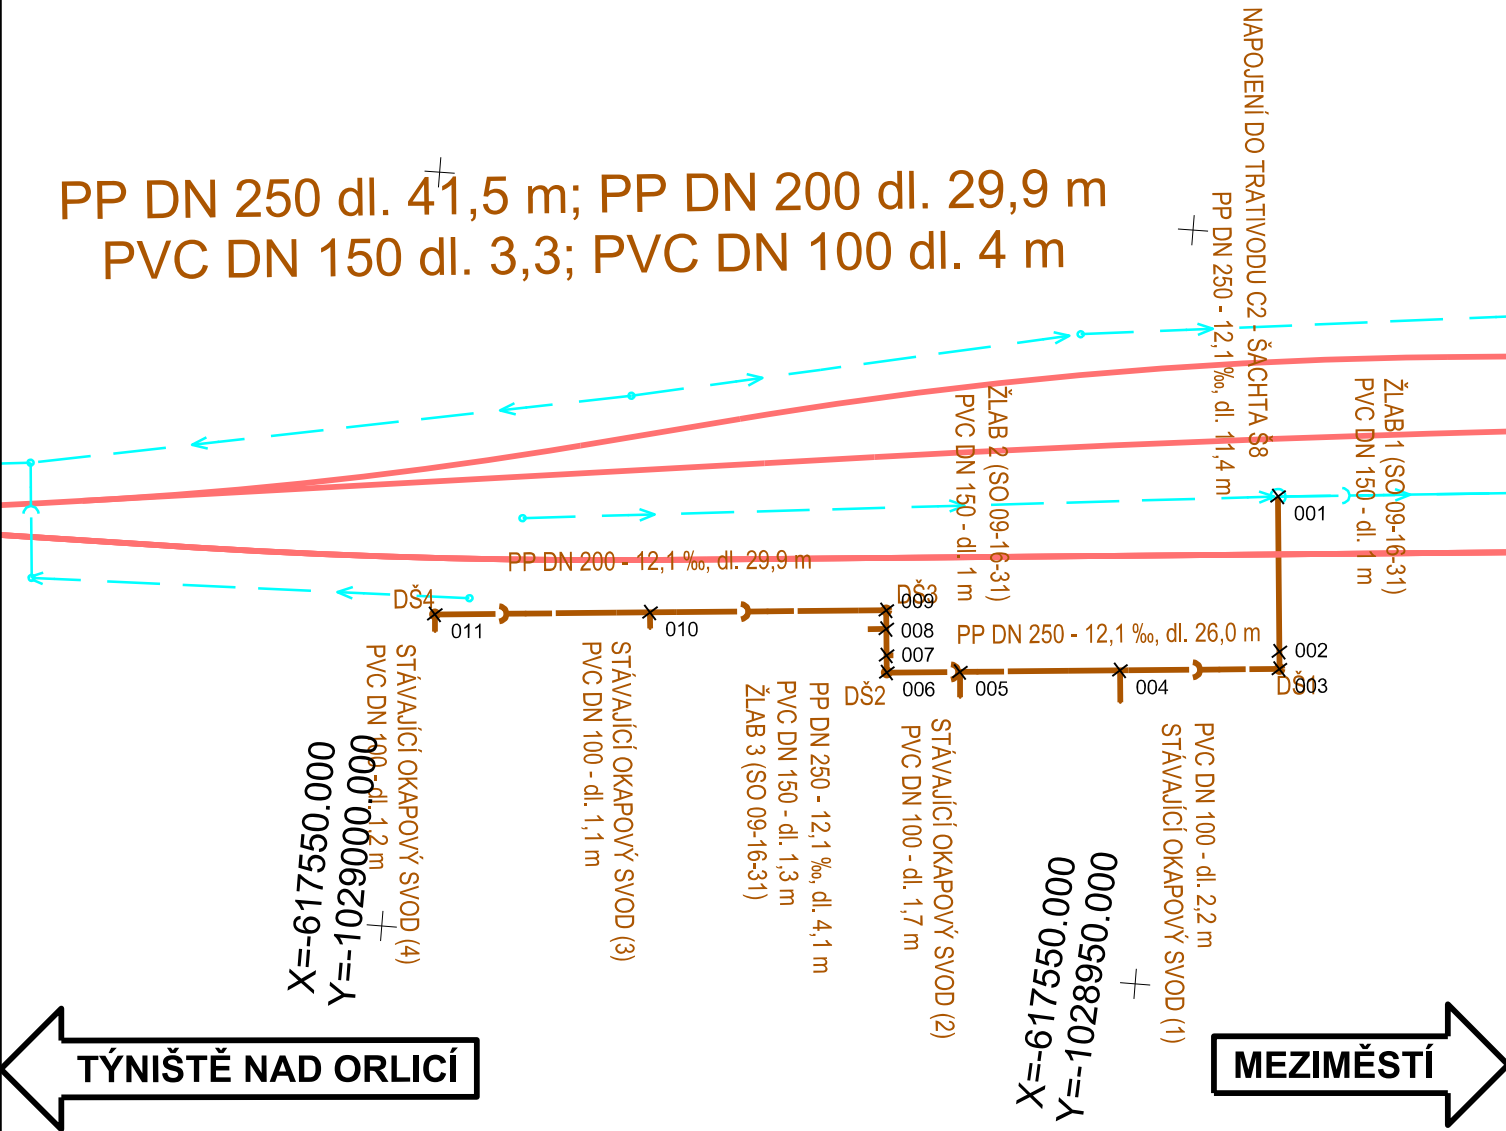 NAPOJENÍ DO TRATIVODU C2 - ŠACHTA Š8
PP DN 250 - 12,1 ‰, dl. 11,4 m
PP DN 250 dl. 41,5 m; PP DN 200 dl. 29,9 m
PVC DN 150 dl. 3,3; PVC DN 100 dl. 4 m
ŽLAB 2 (SO 09-16-31)
PVC DN 150 - dl. 1 m
ŽLAB 1 (SO 09-16-31)
PVC DN 150 - dl. 1 m
001
PP DN 200 - 12,1 ‰, dl. 29,9 m
DŠ4
011
010
DŠ3
009
008
007
006
DŠ2
PP DN 250 - 12,1 ‰, dl. 26,0 m
005
004
002
003
DŠ1
STÁVAJÍCÍ OKAPOVÝ SVOD (4)
PVC DN 100 - dl. 1,2 m
STÁVAJÍCÍ OKAPOVÝ SVOD (3)
PVC DN 100 - dl. 1,1 m
PP DN 250 - 12,1 ‰, dl. 4,1 m
PVC DN 150 - dl. 1,3 m
ŽLAB 3 (SO 09-16-31)
STÁVAJÍCÍ OKAPOVÝ SVOD (2)
PVC DN 100 - dl. 1,7 m
PVC DN 100 - dl. 2,2 m
STÁVAJÍCÍ OKAPOVÝ SVOD (1)
X=-617550.000
Y=-1029000.000
X=-617550.000
Y=-1028950.000
TÝNIŠTĚ NAD ORLICÍ
MEZIMĚSTÍ